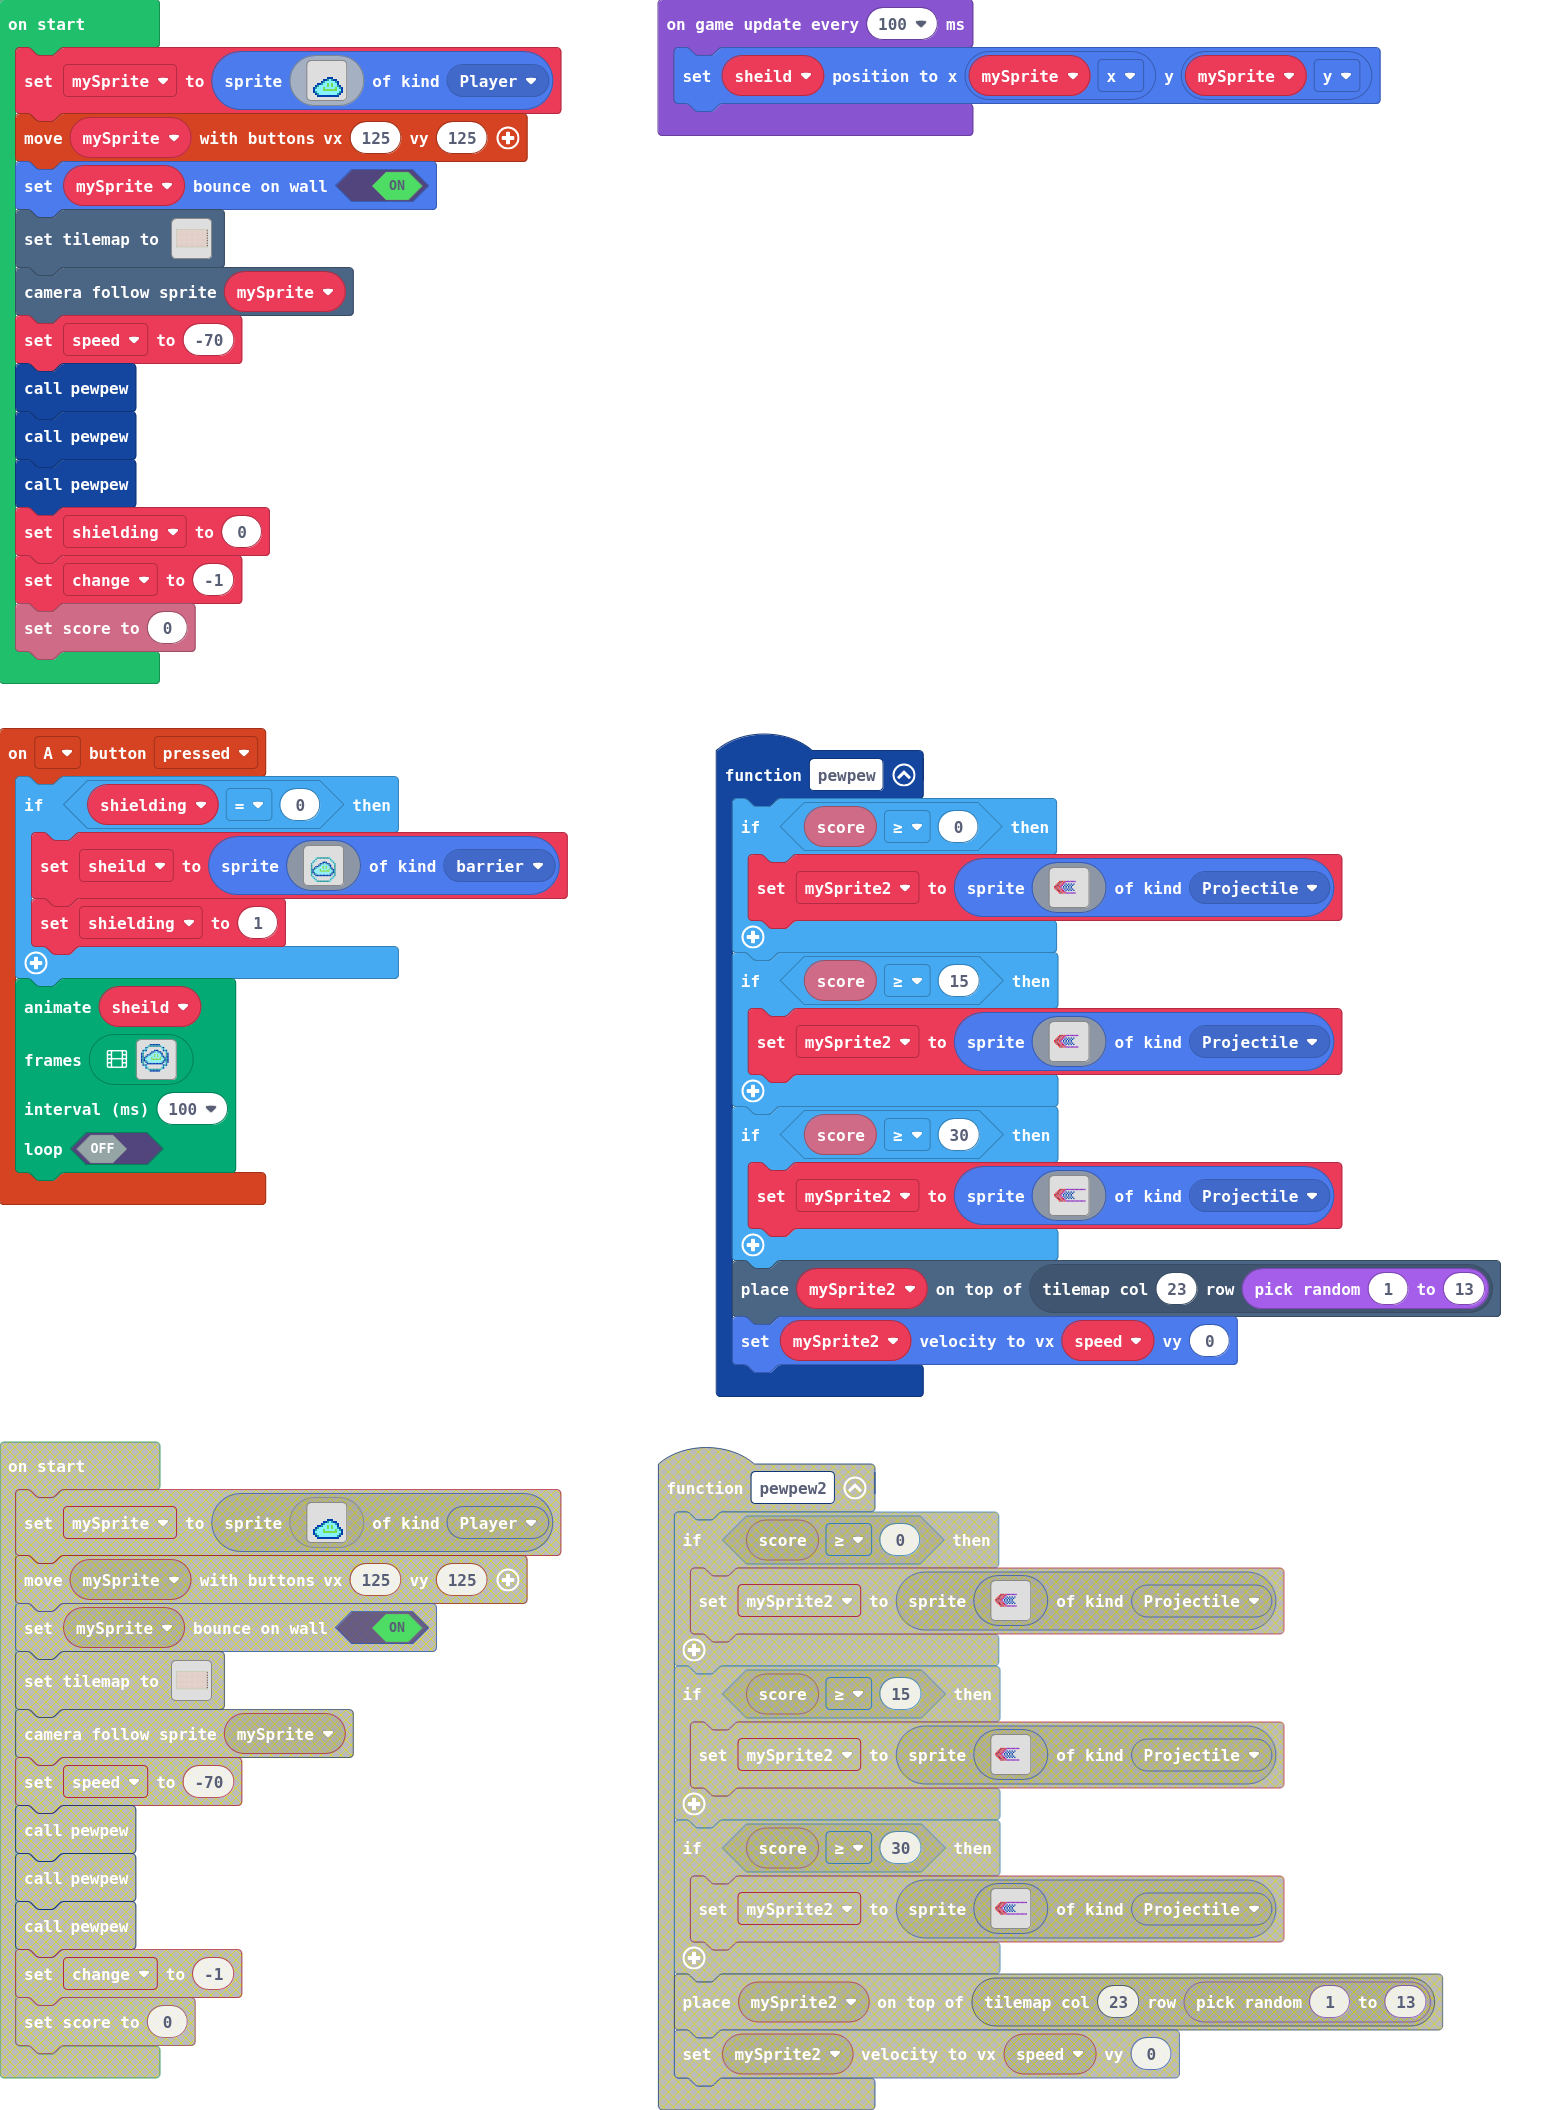 on start
set mySprite to sprite of kind Player
move mySprite with buttons vx 125 vy 125
set mySprite bounce on wall ON
set tilemap to
camera follow sprite mySprite
set speed to -70
call pewpew
call pewpew
call pewpew
set shielding to 0
set change to -1
set score to 0
on game update every 100 ms
set sheild position to x mySprite x y mySprite y
on A button pressed
if shielding = 0 then
set sheild to sprite of kind barrier
set shielding to 1
animate sheild
frames
interval (ms) 100
loop OFF
function pewpew
if score ≥ 0 then
set mySprite2 to sprite of kind Projectile
if score ≥ 15 then
set mySprite2 to sprite of kind Projectile
if score ≥ 30 then
set mySprite2 to sprite of kind Projectile
place mySprite2 on top of tilemap col 23 row pick random 1 to 13
set mySprite2 velocity to vx speed vy 0
on start
set mySprite to sprite of kind Player
move mySprite with buttons vx 125 vy 125
set mySprite bounce on wall ON
set tilemap to
camera follow sprite mySprite
set speed to -70
call pewpew
call pewpew
call pewpew
set change to -1
set score to 0
function pewpew2
if score ≥ 0 then
set mySprite2 to sprite of kind Projectile
if score ≥ 15 then
set mySprite2 to sprite of kind Projectile
if score ≥ 30 then
set mySprite2 to sprite of kind Projectile
place mySprite2 on top of tilemap col 23 row pick random 1 to 13
set mySprite2 velocity to vx speed vy 0